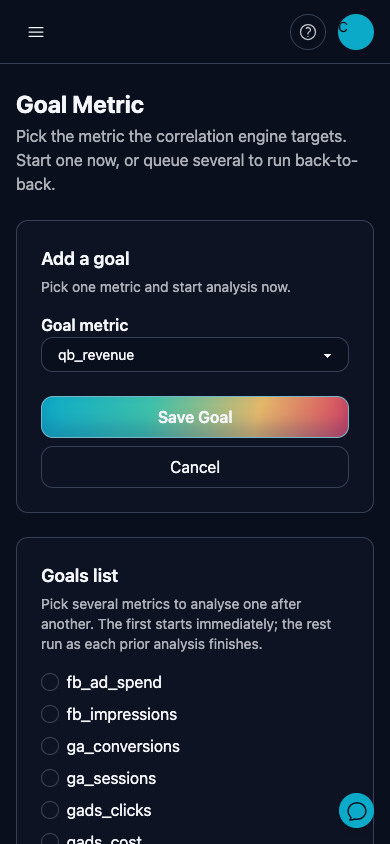 C
Goal Metric
Pick the metric the correlation engine targets.
Start one now, or queue several to run back-to-
back.
Add a goal
Pick one metric and start analysis now.
Goal metric
qb_revenue
Save Goal
Cancel
Goals list
Pick several metrics to analyse one after
another. The first starts immediately; the rest
run as each prior analysis finishes.
fb_ad_spend
fb_impressions
ga_conversions
ga_sessions
gads_clicks
gads_cost